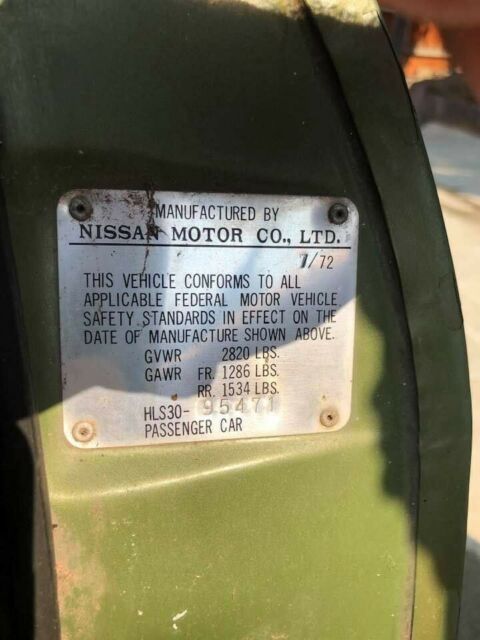 MANUFACTURED BY
NISSAN MOTOR CO., LTD.
7/72
THIS VEHICLE CONFORMS TO ALL
APPLICABLE FEDERAL MOTOR VEHICLE
SAFETY STANDARDS IN EFFECT ON THE
DATE OF MANUFACTURE SHOWN ABOVE.
GVWR 2820 LBS.
GAWR FR. 1286 LBS.
RR. 1534 LBS.
HLS30-95471
PASSENGER CAR